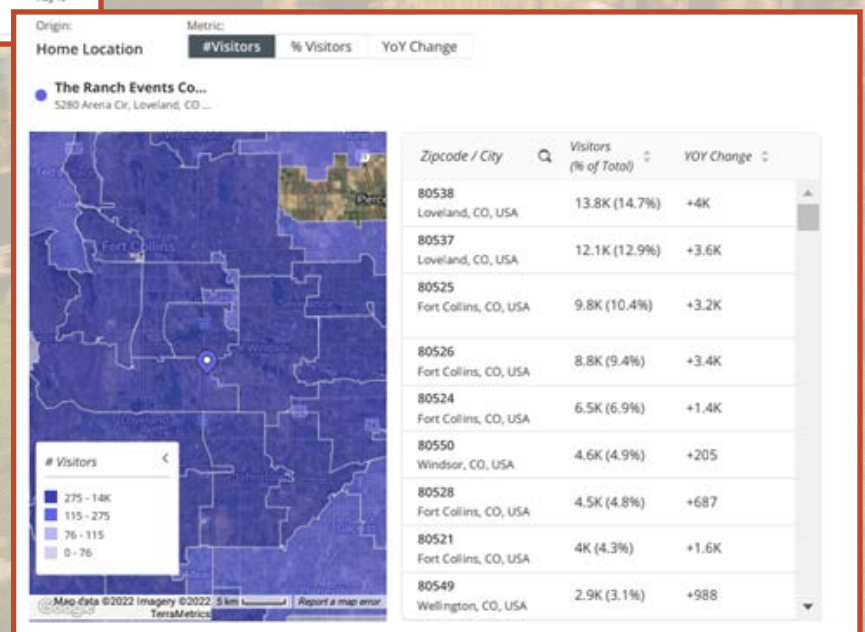 Origin:
Metric:
Home Location
#Visitors
% Visitors
YoY Change
The Ranch Events Co...
5280 Arena Cir, Loveland, CO ...
Fort Collins
# Visitors
275 - 14K
115 - 275
76 - 115
0 - 76
Google
Map data ©2022 Imagery ©2022
TerraMetrics
5 km
Report a map error
Zipcode / City
Visitors
(% of Total)
YOY Change
80538
Loveland, CO, USA
13.8K (14.7%)
+4K
80537
Loveland, CO, USA
12.1K (12.9%)
+3.6K
80525
Fort Collins, CO, USA
9.8K (10.4%)
+3.2K
80526
Fort Collins, CO, USA
8.8K (9.4%)
+3.4K
80524
Fort Collins, CO, USA
6.5K (6.9%)
+1.4K
80550
Windsor, CO, USA
4.6K (4.9%)
+205
80528
Fort Collins, CO, USA
4.5K (4.8%)
+687
80521
Fort Collins, CO, USA
4K (4.3%)
+1.6K
80549
Wellington, CO, USA
2.9K (3.1%)
+988